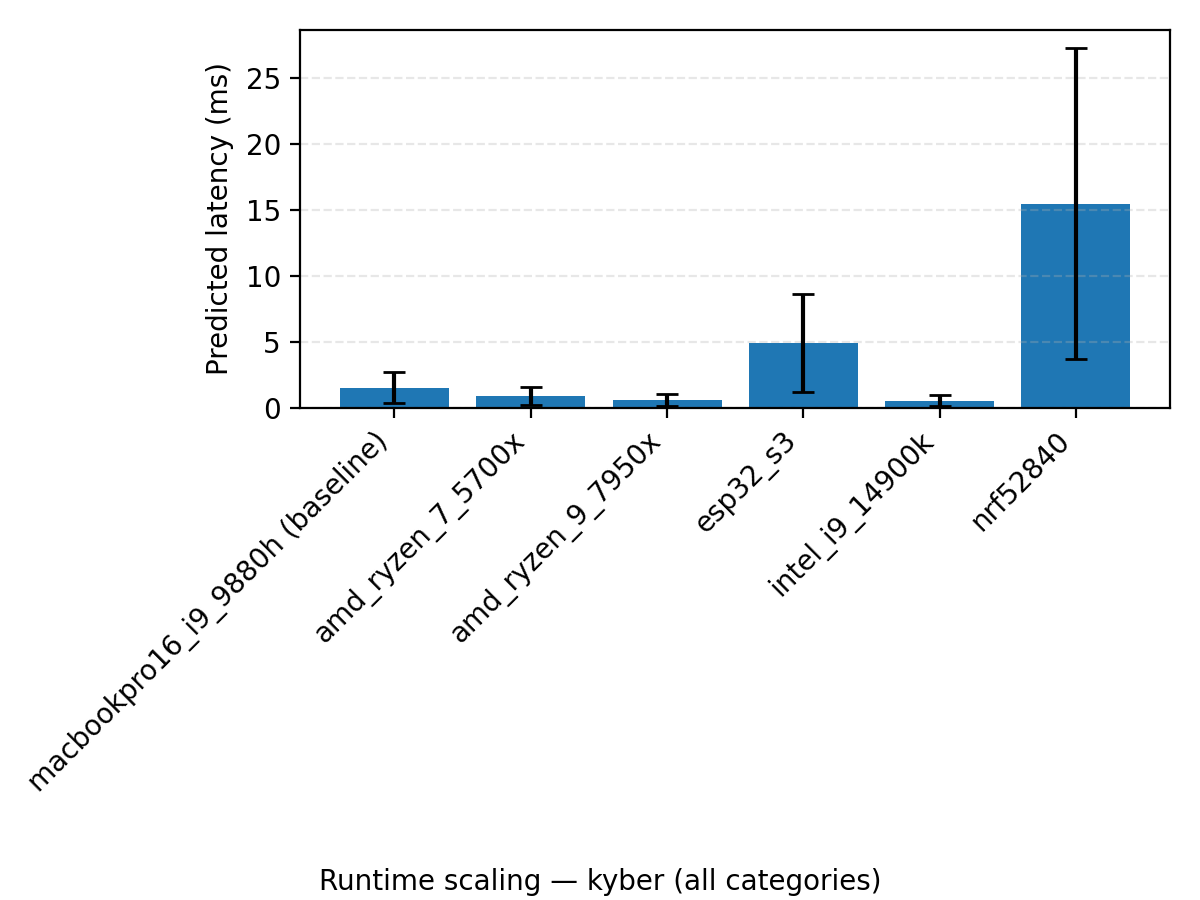 Predicted latency (ms)
25
20
15
10
5
0
macbookpro16_i9_9880h (baseline)
amd_ryzen_7_5700x
amd_ryzen_9_7950x
esp32_s3
intel_i9_14900k
nrf52840
Runtime scaling — kyber (all categories)